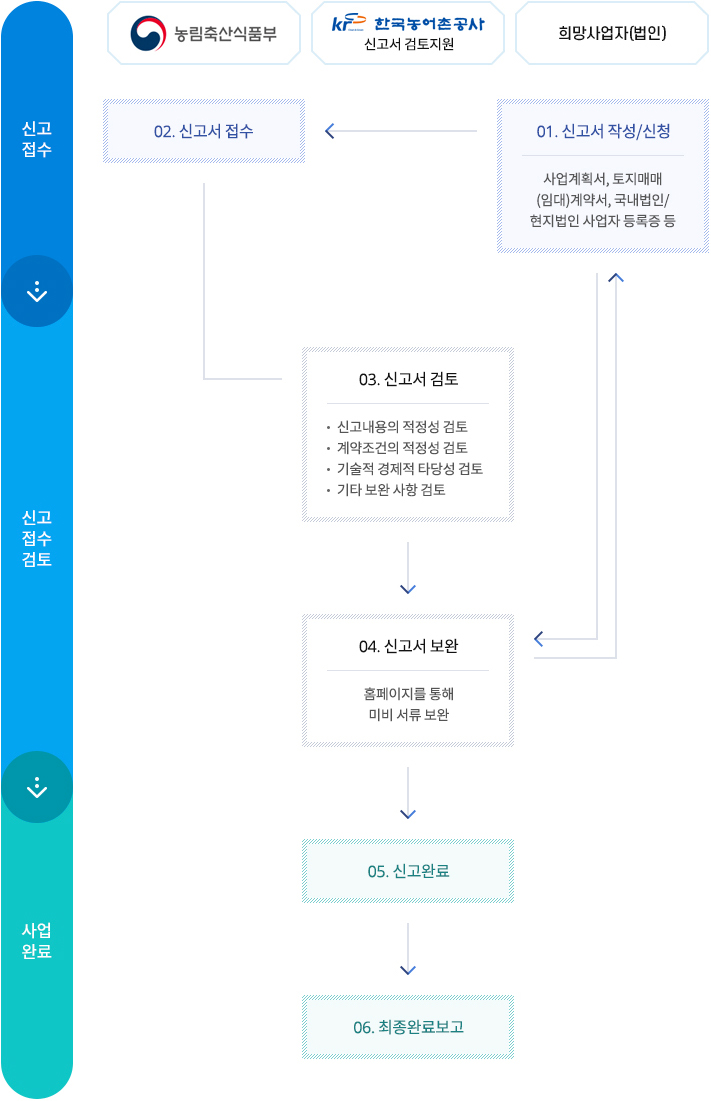 농림축산식품부
한국농어촌공사
신고서 검토지원
희망사업자(법인)
신고
접수
02. 신고서 접수
01. 신고서 작성/신청
사업계획서, 토지매매
(임대)계약서, 국내법인/
현지법인 사업자 등록증 등
신고
접수
검토
03. 신고서 검토
• 신고내용의 적정성 검토
• 계약조건의 적정성 검토
• 기술적 경제적 타당성 검토
• 기타 보완 사항 검토
04. 신고서 보완
홈페이지를 통해
미비 서류 보완
사업
완료
05. 신고완료
06. 최종완료보고